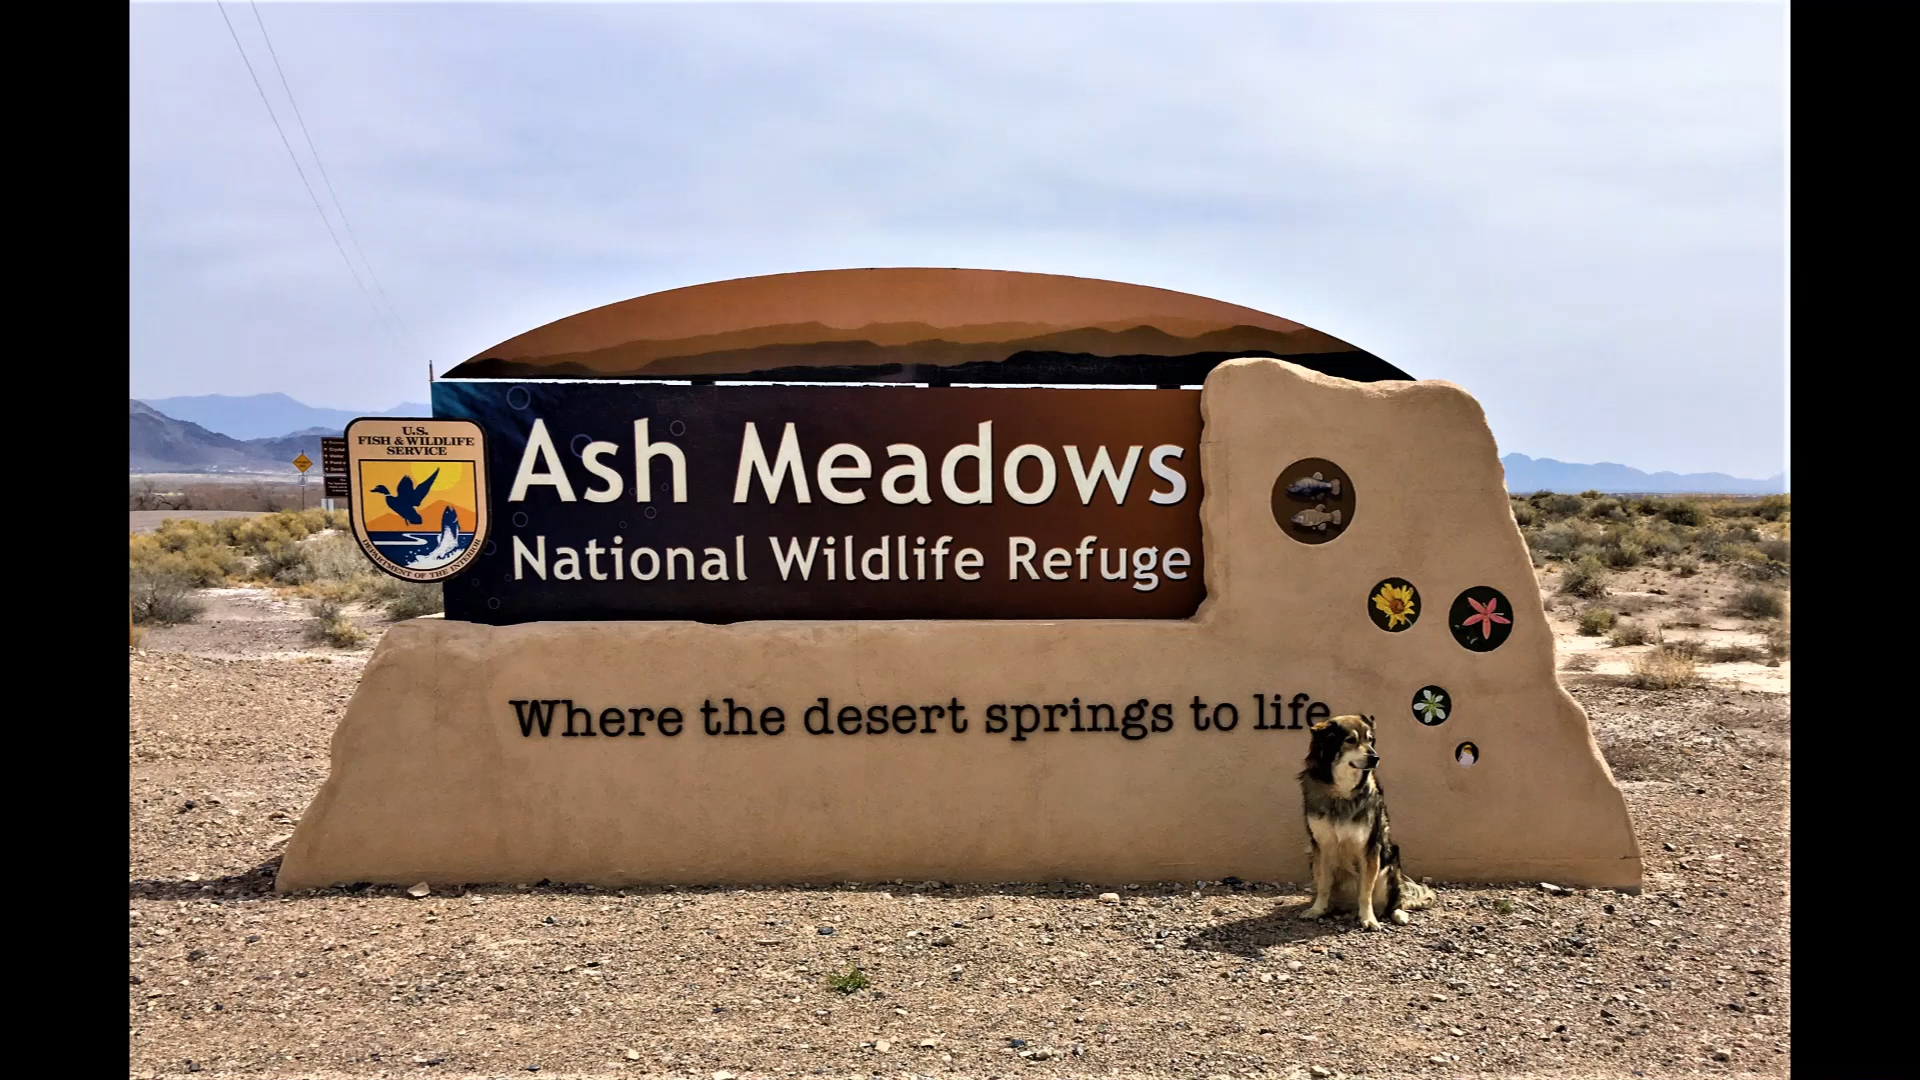 U.S.
FISH & WILDLIFE
SERVICE
DEPARTMENT OF THE INTERIOR
Ash Meadows
National Wildlife Refuge
Where the desert springs to life